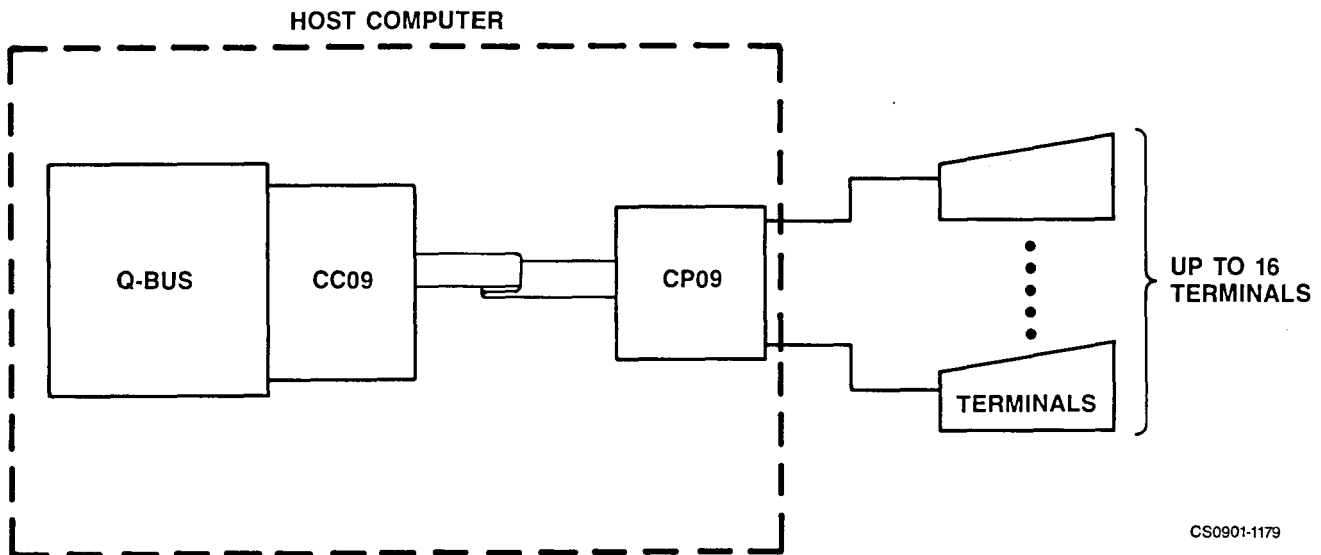 HOST COMPUTER
Q-BUS
CC09
CP09
UP TO 16
TERMINALS
TERMINALS
CS0901-1179